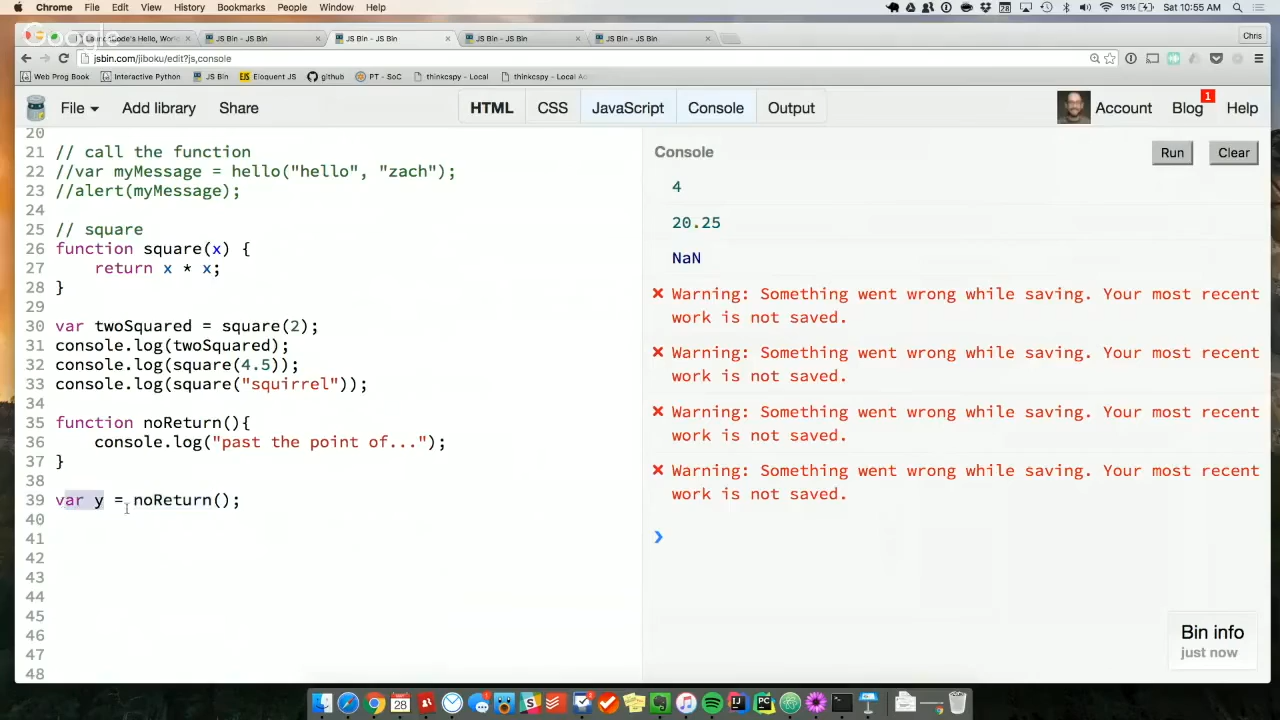 Chrome File Edit View History Bookmarks People Window Help 91% Sat 10:55 AM
Google
JS Bin - JS Bin JS Bin - JS Bin JS Bin - JS Bin JS Bin - JS Bin Chris
jsbin.com/jiboku/edit?js,console
Web Prog Book Interactive Python JS Bin EJS Eloquent JS github PT - SoC thinkcspy - Local thinkcspy - Local
File Add library Share HTML CSS JavaScript Console Output Account Blog 1 Help
Console Run Clear
20
21 // call the function
22 //var myMessage = hello("hello", "zach");
23 //alert(myMessage);
24
25 // square
26 function square(x) {
27 return x * x;
28 }
29
30 var twoSquared = square(2);
31 console.log(twoSquared);
32 console.log(square(4.5));
33 console.log(square("squirrel"));
34
35 function noReturn(){
36 console.log("past the point of...");
37 }
38
39 var y = noReturn();
40
41
42
43
44
45
46
47
48
4
20.25
NaN
Warning: Something went wrong while saving. Your most recent
work is not saved.
Warning: Something went wrong while saving. Your most recent
work is not saved.
Warning: Something went wrong while saving. Your most recent
work is not saved.
Warning: Something went wrong while saving. Your most recent
work is not saved.
Bin info
just now